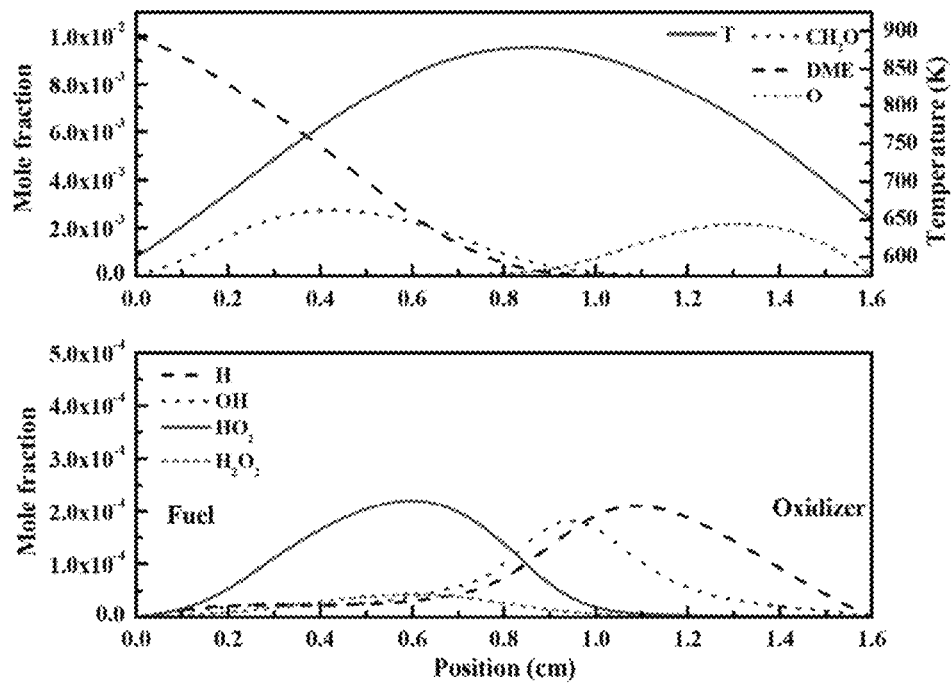 1.0x10⁻²
8.0x10⁻³
6.0x10⁻³
4.0x10⁻³
2.0x10⁻³
0.0
Mole fraction
T
CH₂O
DME
O
900
850
800
750
700
650
600
Temperature (K)
0.0 0.2 0.4 0.6 0.8 1.0 1.2 1.4 1.6
5.0x10⁻⁴
4.0x10⁻⁴
3.0x10⁻⁴
2.0x10⁻⁴
1.0x10⁻⁴
0.0
Mole fraction
H
OH
HO₂
H₂O₂
Fuel
Oxidizer
0.0 0.2 0.4 0.6 0.8 1.0 1.2 1.4 1.6
Position (cm)